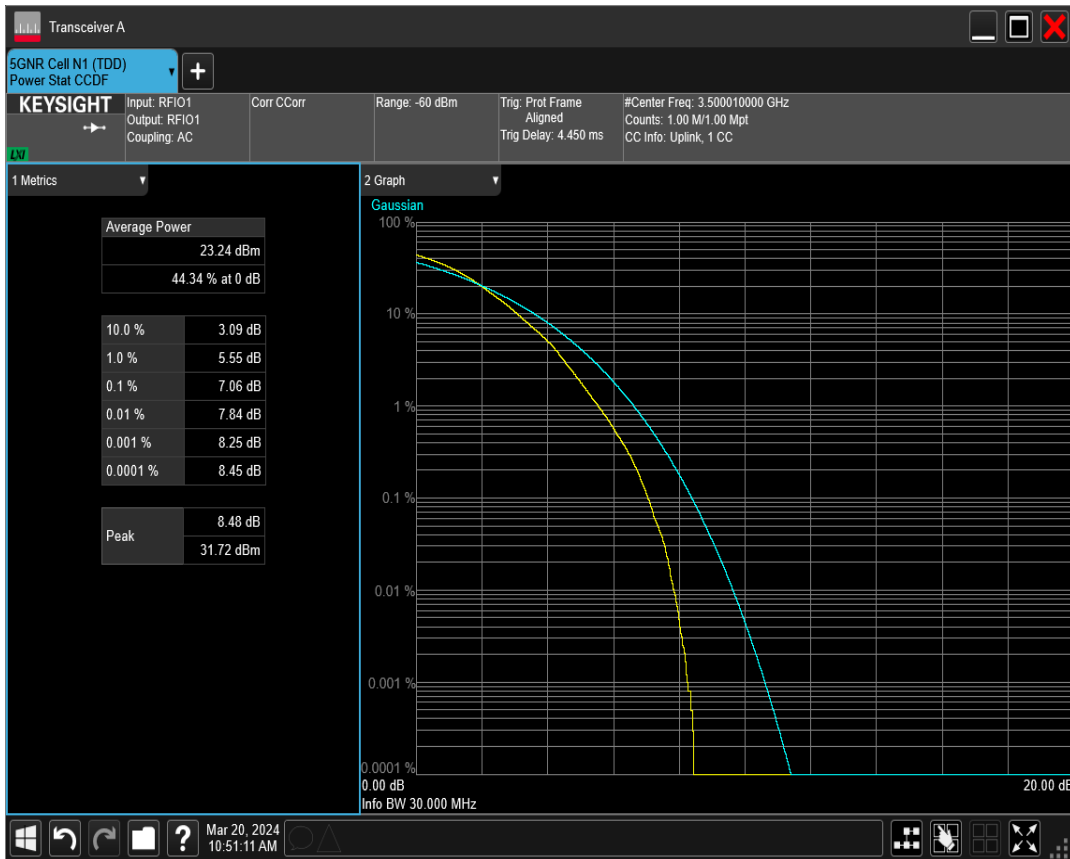 Transceiver A
5GNR Cell N1 (TDD)
Power Stat CCDF
+
KEYSIGHT
LXI
Input: RFIO1
Output: RFIO1
Coupling: AC
Corr CCorr
Range: -60 dBm
Trig: Prot Frame
Aligned
Trig Delay: 4.450 ms
#Center Freq: 3.500010000 GHz
Counts: 1.00 M/1.00 Mpt
CC Info: Uplink, 1 CC
1 Metrics
Average Power
23.24 dBm
44.34 % at 0 dB
10.0 % 3.09 dB
1.0 % 5.55 dB
0.1 % 7.06 dB
0.01 % 7.84 dB
0.001 % 8.25 dB
0.0001 % 8.45 dB
Peak
8.48 dB
31.72 dBm
2 Graph
Gaussian
100 %
10 %
1 %
0.1 %
0.01 %
0.001 %
0.0001 %
0.00 dB 20.00 dB
Info BW 30.000 MHz
?
Mar 20, 2024
10:51:11 AM